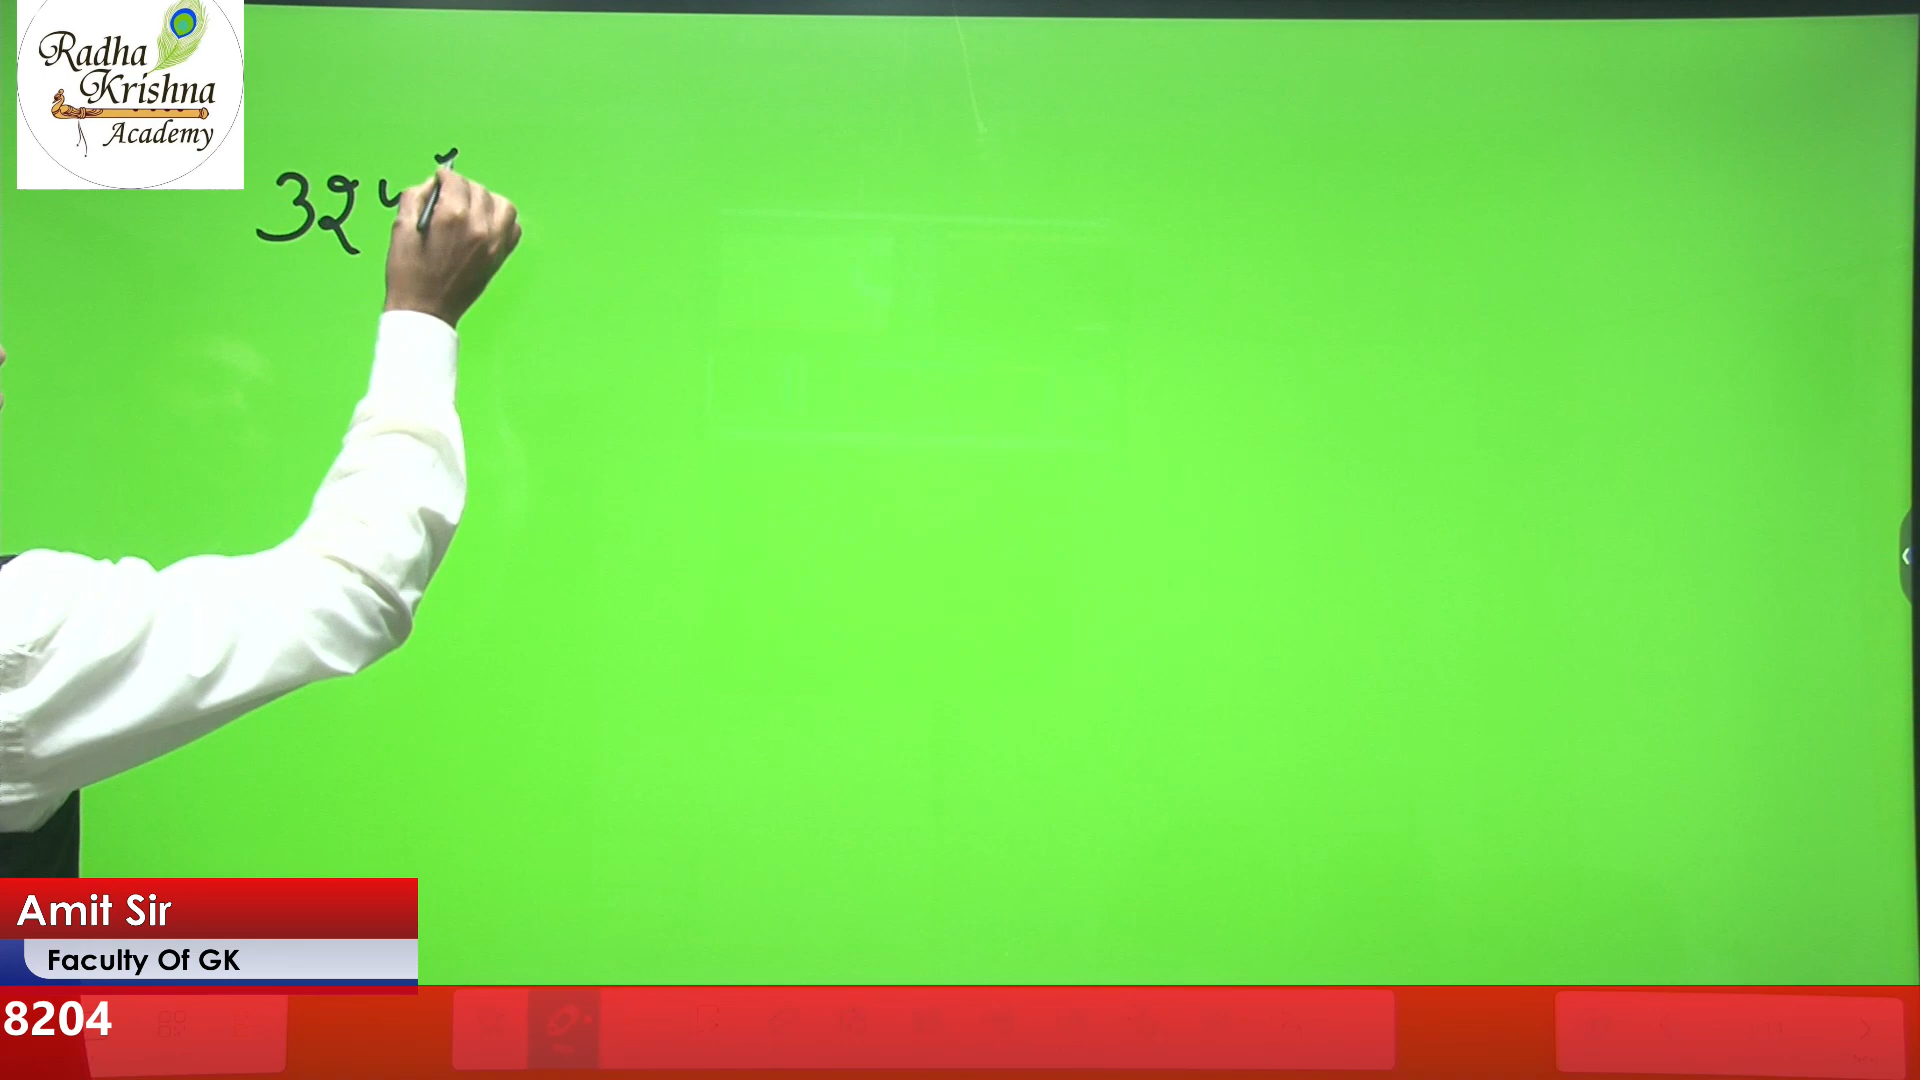 Radha
Krishna
Academy
Amit Sir
Faculty Of GK
8204